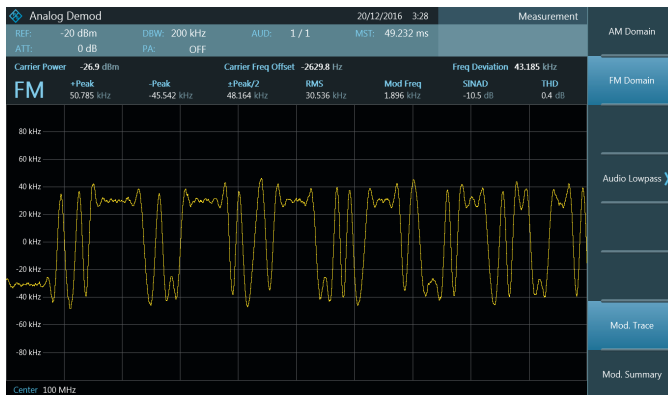 Analog Demod 20/12/2016 3:28 Measurement
REF: -20 dBm DBW: 200 kHz AUD: 1 / 1 MST: 49.232 ms
ATT: 0 dB PA: OFF
Carrier Power -26.9 dBm Carrier Freq Offset -2629.8 Hz Freq Deviation 43.185 kHz
FM
+Peak -Peak ±Peak/2 RMS Mod Freq SINAD THD
50.785 kHz -45.542 kHz 48.164 kHz 30.536 kHz 1.896 kHz -10.5 dB 0.4 dB
80 kHz
60 kHz
40 kHz
20 kHz
0 kHz
-20 kHz
-40 kHz
-60 kHz
-80 kHz
Center 100 MHz
AM Domain
FM Domain
Audio Lowpass
Mod. Trace
Mod. Summary